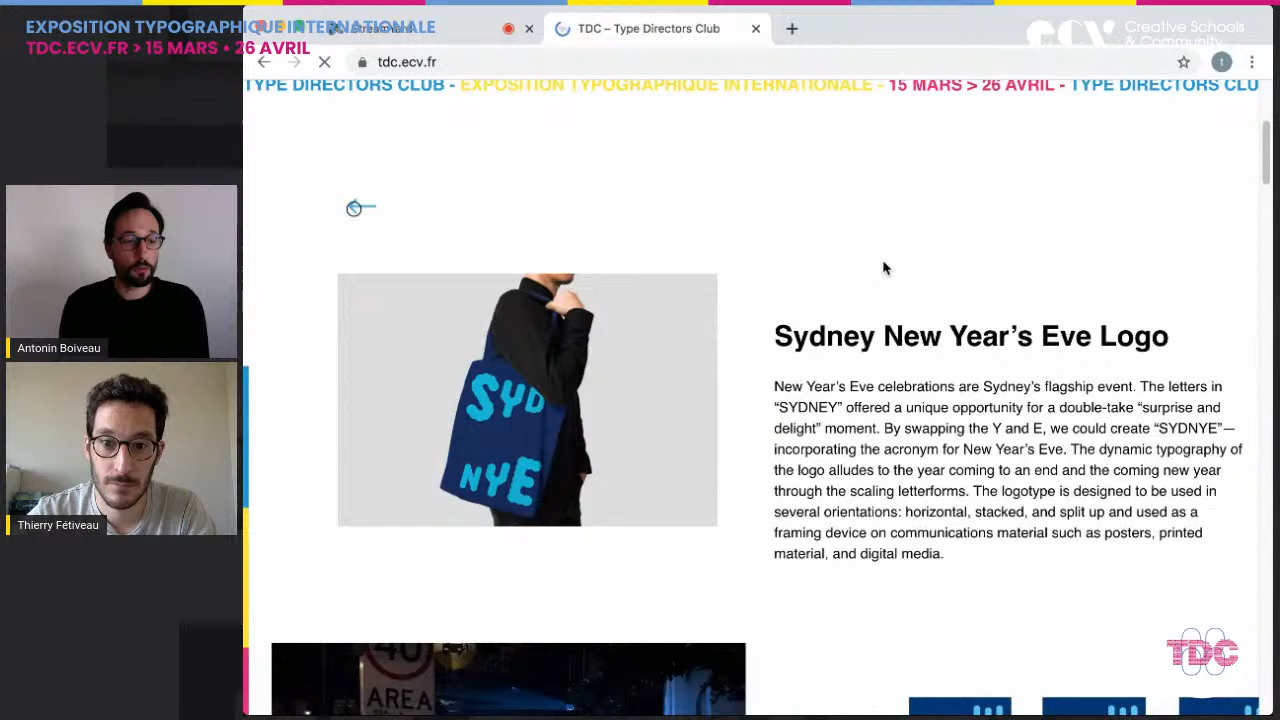 EXPOSITION TYPOGRAPHIQUE INTERNATIONALE
TDC.ECV.FR > 15 MARS • 26 AVRIL
TDC – Type Directors Club
tdc.ecv.fr
t
ecv Creative Schools
& Community
TYPE DIRECTORS CLUB - EXPOSITION TYPOGRAPHIQUE INTERNATIONALE - 15 MARS > 26 AVRIL - TYPE DIRECTORS CLU
SYD
NYE
Sydney New Year’s Eve Logo
New Year’s Eve celebrations are Sydney’s flagship event. The letters in
“SYDNEY” offered a unique opportunity for a double-take “surprise and
delight” moment. By swapping the Y and E, we could create “SYDNYE”—
incorporating the acronym for New Year’s Eve. The dynamic typography of
the logo alludes to the year coming to an end and the coming new year
through the scaling letterforms. The logotype is designed to be used in
several orientations: horizontal, stacked, and split up and used as a
framing device on communications material such as posters, printed
material, and digital media.
Antonin Boiveau
Thierry Fétiveau
40
AREA
TDC